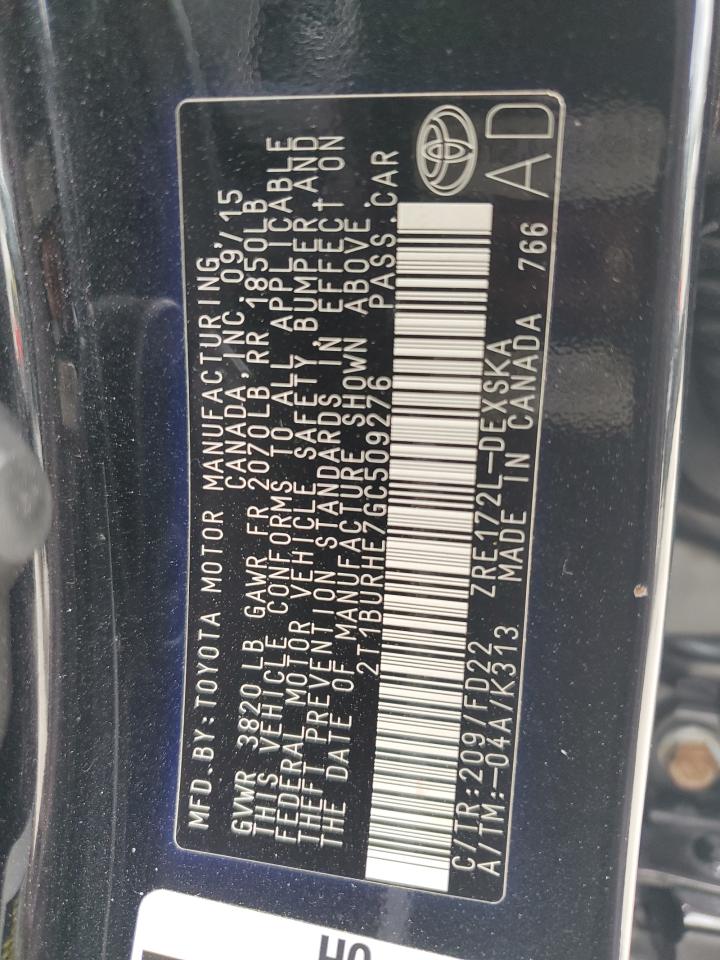 MFD.BY:TOYOTA MOTOR MANUFACTURING,
CANADA, INC. 09/15
GVWR 3820 LB GAWR FR 2070LB RR 1850LB
THIS VEHICLE CONFORMS TO ALL APPLICABLE
FEDERAL MOTOR VEHICLE SAFETY, BUMPER, AND
THEFT PREVENTION STANDARDS IN EFFECT ON
THE DATE OF MANUFACTURE SHOWN ABOVE.
2T1BURHE7GC509276 PASS.CAR
C/TR:209/FD22 ZRE172L-DEXSKA 766
A/TM:-04A/K313 MADE IN CANADA
AD
HO